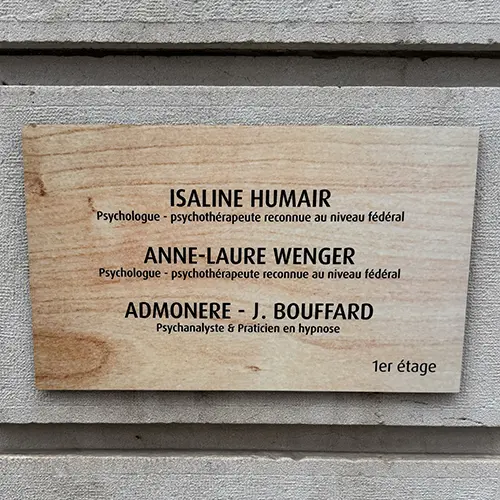 ISALINE HUMAIR
Psychologue - psychothérapeute reconnue au niveau fédéral
ANNE-LAURE WENGER
Psychologue - psychothérapeute reconnue au niveau fédéral
ADMONERE - J. BOUFFARD
Psychanalyste & Praticien en hypnose
1er étage